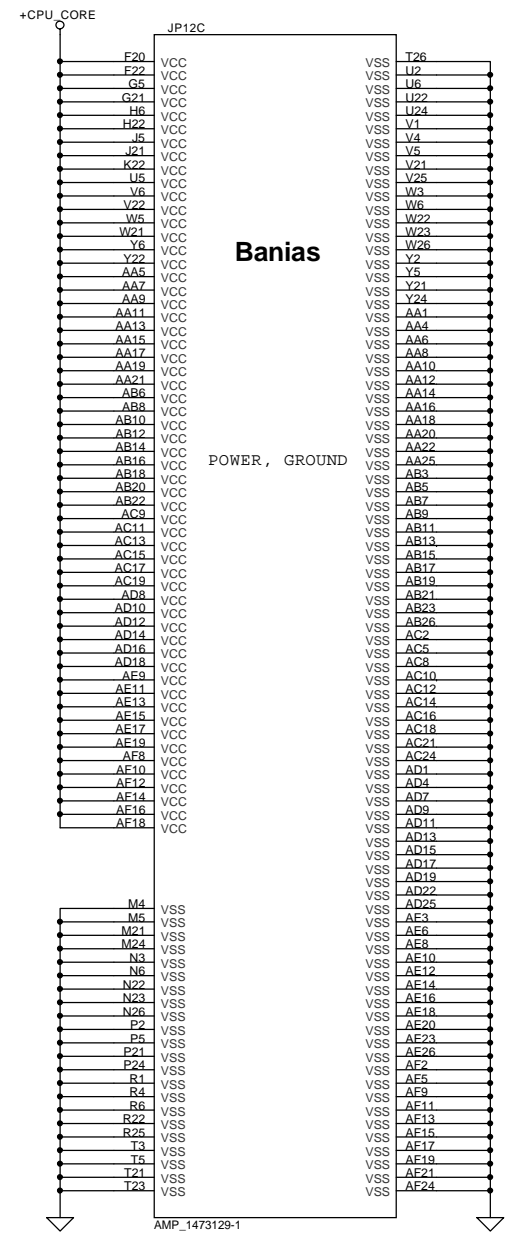 +CPU_CORE
JP12C
F20 VCC VSS T26
F22 VCC VSS U2
G5 VCC VSS U6
G21 VCC VSS U22
H6 VCC VSS U24
H22 VCC VSS V1
J5 VCC VSS V4
J21 VCC VSS V5
K22 VCC VSS V21
U5 VCC VSS V25
V6 VCC VSS W3
V22 VCC VSS W6
W5 VCC VSS W22
W21 VCC VSS W23
Y6 VCC VSS W26
Banias
Y22 VCC VSS Y2
AA5 VCC VSS Y5
AA7 VCC VSS Y21
AA9 VCC VSS Y24
AA11 VCC VSS AA1
AA13 VCC VSS AA4
AA15 VCC VSS AA6
AA17 VCC VSS AA8
AA19 VCC VSS AA10
AA21 VCC VSS AA12
AB6 VCC VSS AA14
AB8 VCC VSS AA16
AB10 VCC VSS AA18
AB12 VCC VSS AA20
AB14 VCC VSS AA22
AB16 VCC POWER, GROUND VSS AA25
AB18 VCC VSS AB3
AB20 VCC VSS AB5
AB22 VCC VSS AB7
AC9 VCC VSS AB9
AC11 VCC VSS AB11
AC13 VCC VSS AB13
AC15 VCC VSS AB15
AC17 VCC VSS AB17
AC19 VCC VSS AB19
AD8 VCC VSS AB21
AD10 VCC VSS AB23
AD12 VCC VSS AB26
AD14 VCC VSS AC2
AD16 VCC VSS AC5
AD18 VCC VSS AC8
AE9 VCC VSS AC10
AE11 VCC VSS AC12
AE13 VCC VSS AC14
AE15 VCC VSS AC16
AE17 VCC VSS AC18
AE19 VCC VSS AC21
AF8 VCC VSS AC24
AF10 VCC VSS AD1
AF12 VCC VSS AD4
AF14 VCC VSS AD7
AF16 VCC VSS AD9
AF18 VCC VSS AD11
VSS AD13
VSS AD15
VSS AD17
VSS AD19
VSS AD22
M4 VSS VSS AD25
M5 VSS VSS AE3
M21 VSS VSS AE6
M24 VSS VSS AE8
N3 VSS VSS AE10
N6 VSS VSS AE12
N22 VSS VSS AE14
N23 VSS VSS AE16
N26 VSS VSS AE18
P2 VSS VSS AE20
P5 VSS VSS AE23
P21 VSS VSS AE26
P24 VSS VSS AF2
R1 VSS VSS AF5
R4 VSS VSS AF9
R6 VSS VSS AF11
R22 VSS VSS AF13
R25 VSS VSS AF15
T3 VSS VSS AF17
T5 VSS VSS AF19
T21 VSS VSS AF21
T23 VSS VSS AF24
AMP_1473129-1